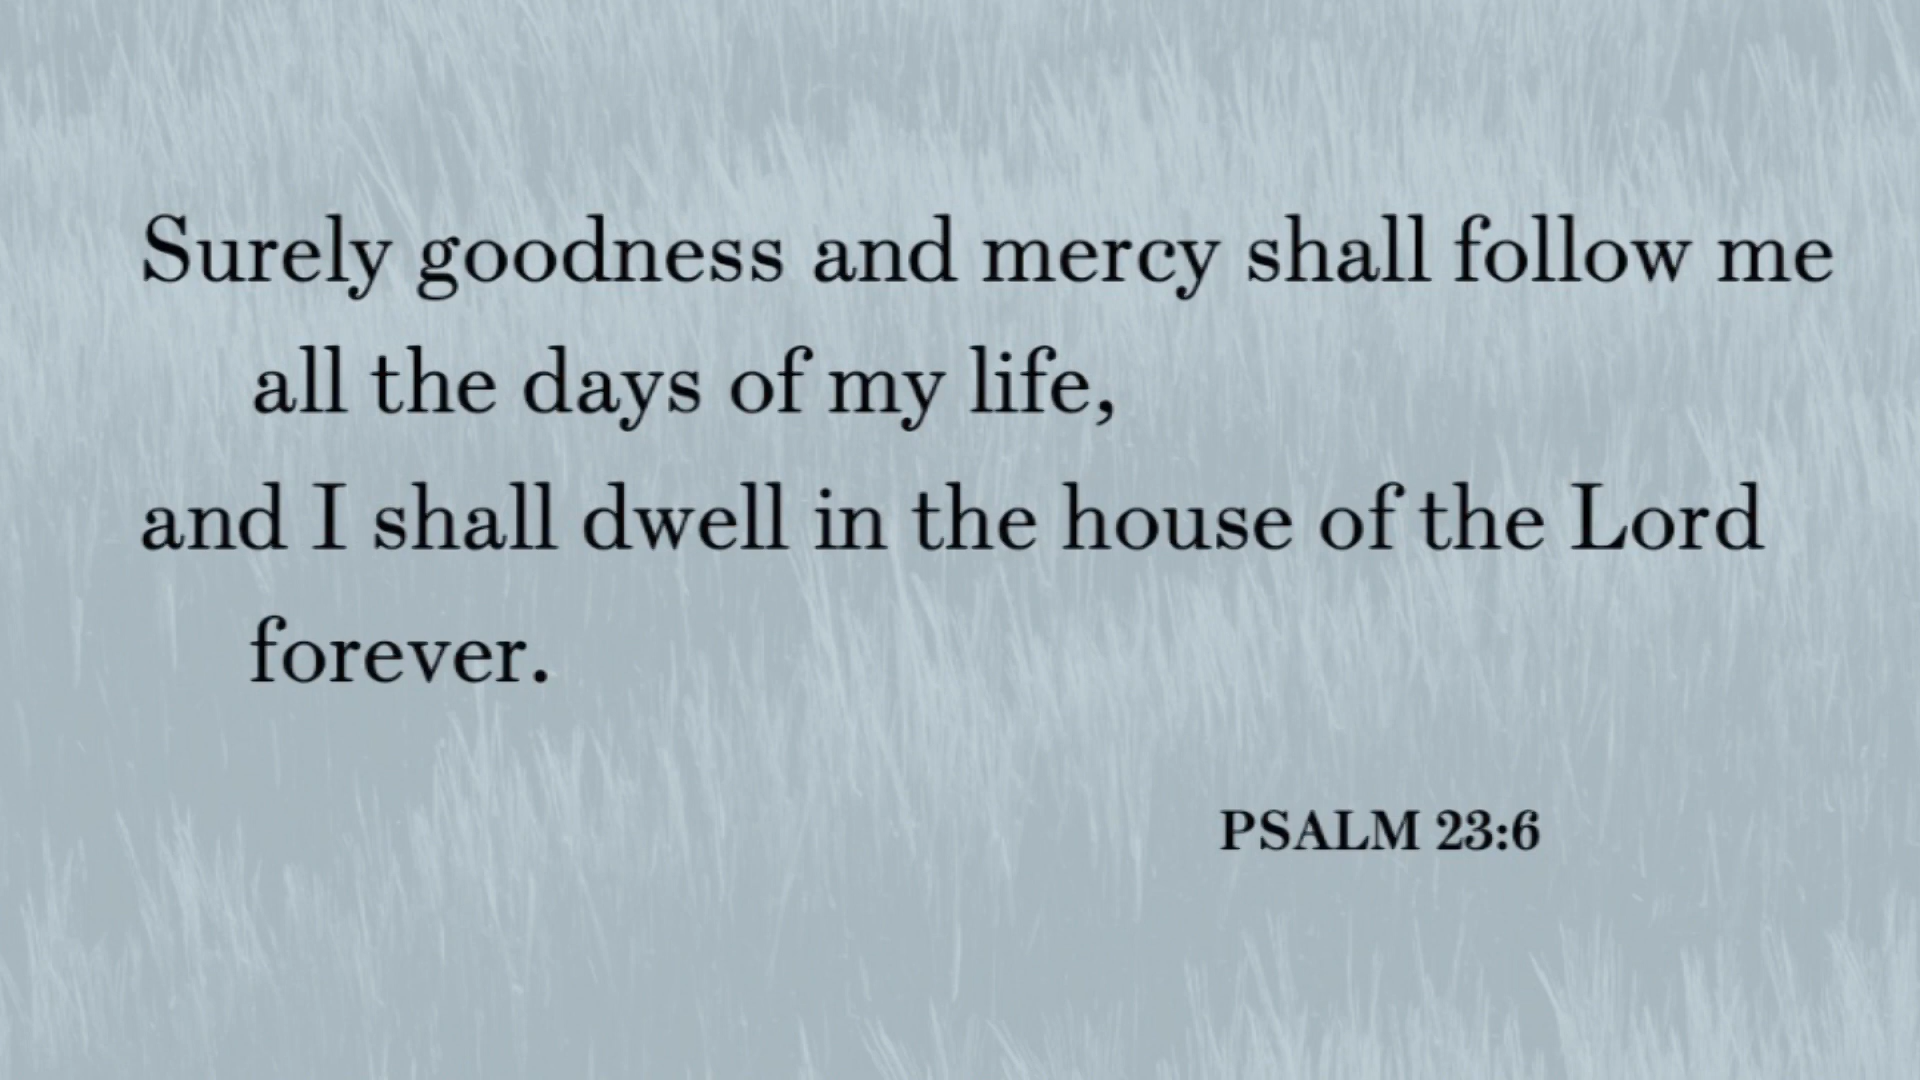 Surely goodness and mercy shall follow me
all the days of my life,
and I shall dwell in the house of the Lord
forever.
PSALM 23:6